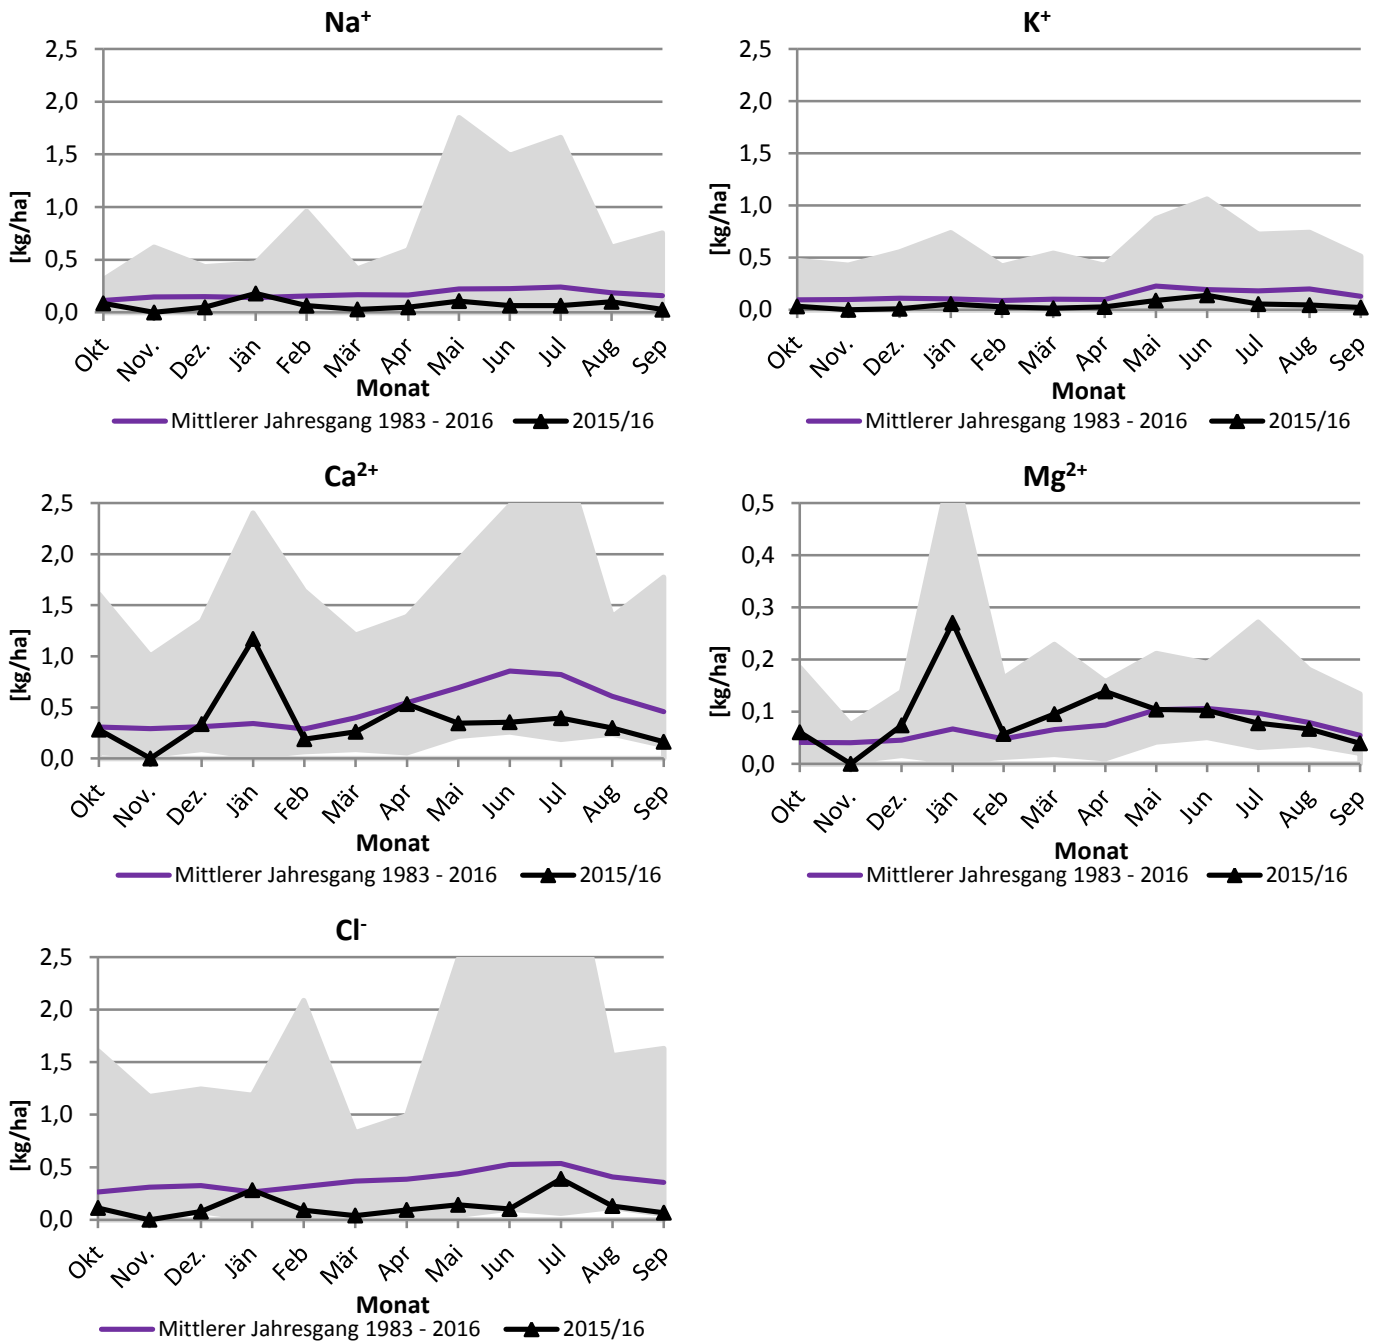 Na⁺
2,5
2,0
1,5
1,0
0,5
0,0
[kg/ha]
Okt Nov. Dez. Jän Feb Mär Apr Mai Jun Jul Aug Sep
Monat
Mittlerer Jahresgang 1983 - 2016 2015/16
K⁺
2,5
2,0
1,5
1,0
0,5
0,0
Okt Nov. Dez. Jän Feb Mär Apr Mai Jun Jul Aug Sep
Monat
Mittlerer Jahresgang 1983 - 2016 2015/16
Ca²⁺
2,5
2,0
1,5
1,0
0,5
0,0
[kg/ha]
Okt Nov. Dez. Jän Feb Mär Apr Mai Jun Jul Aug Sep
Monat
Mittlerer Jahresgang 1983 - 2016 2015/16
Mg²⁺
0,5
0,4
0,3
0,2
0,1
0,0
Okt Nov. Dez. Jän Feb Mär Apr Mai Jun Jul Aug Sep
Monat
Mittlerer Jahresgang 1983 - 2016 2015/16
Cl⁻
2,5
2,0
1,5
1,0
0,5
0,0
[kg/ha]
Okt Nov. Dez. Jän Feb Mär Apr Mai Jun Jul Aug Sep
Monat
Mittlerer Jahresgang 1983 - 2016 2015/16